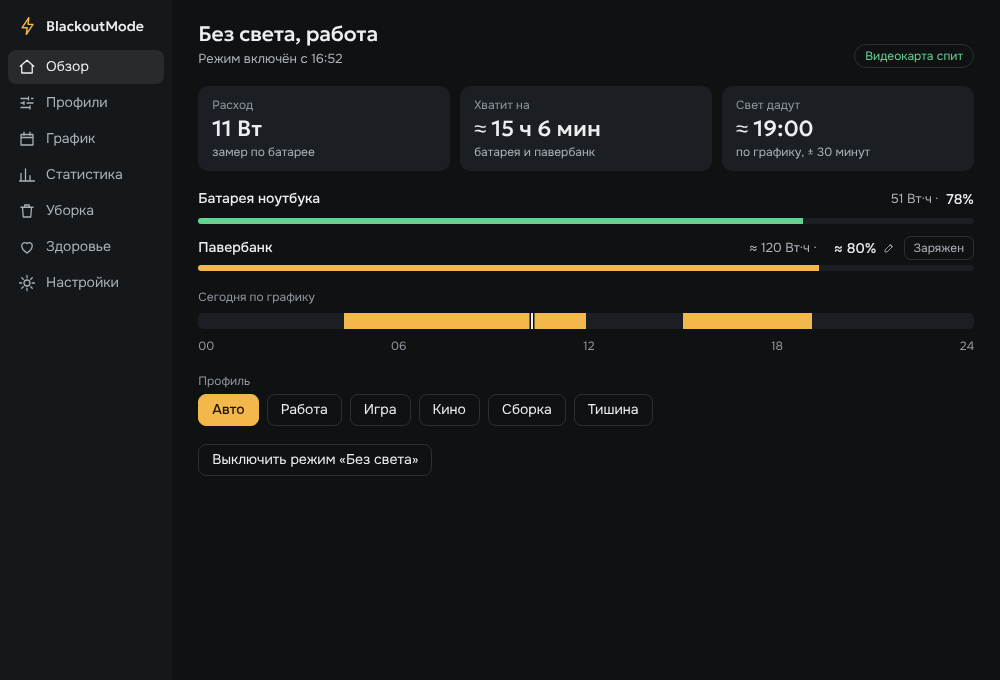 BlackoutMode
Обзор
Профили
График
Статистика
Уборка
Здоровье
Настройки
Без света, работа
Режим включён с 16:52
Видеокарта спит
Расход
11 Вт
замер по батарее
Хватит на
≈ 15 ч 6 мин
батарея и павербанк
Свет дадут
≈ 19:00
по графику, ± 30 минут
Батарея ноутбука 51 Вт·ч · 78%
Павербанк ≈ 120 Вт·ч · ≈ 80% Заряжен
Сегодня по графику
00 06 12 18 24
Профиль
Авто Работа Игра Кино Сборка Тишина
Выключить режим «Без света»